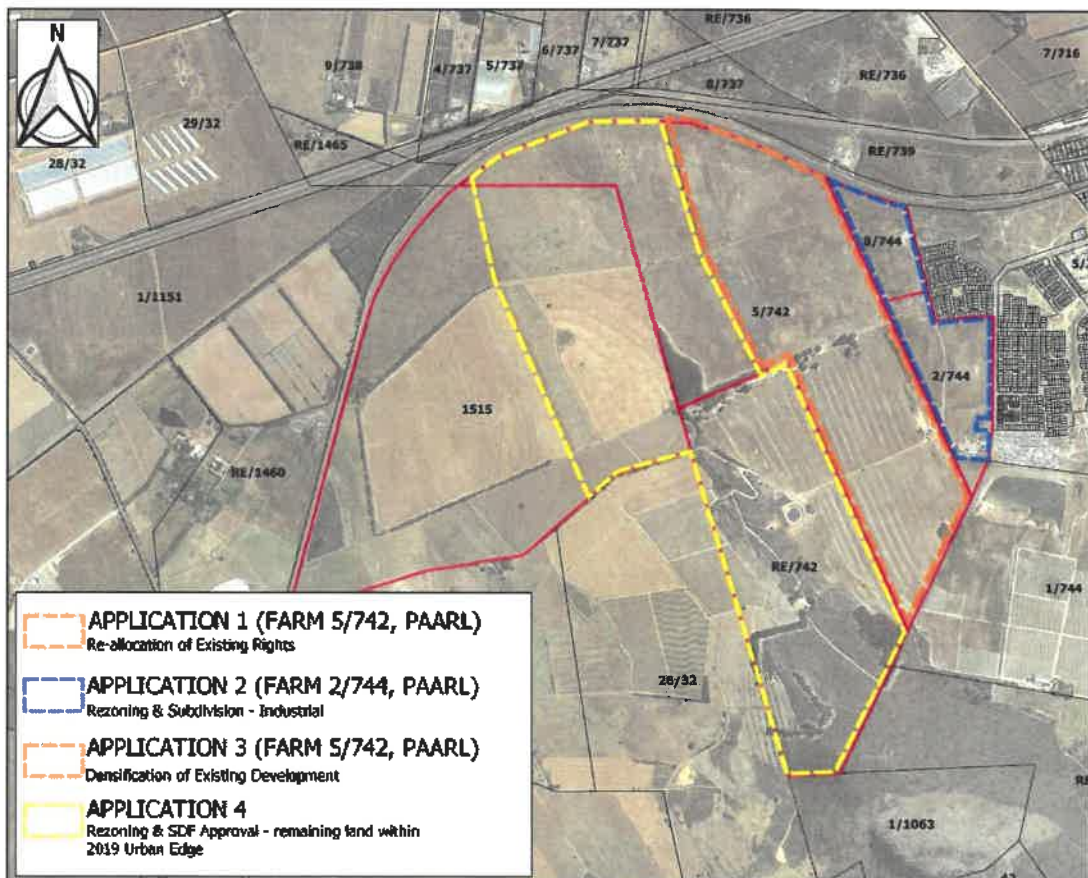 N
RE/736
7/737
6/737
5/737
4/737
9/738
8/737
RE/736
7/716
29/32
28/32
RE/1465
RE/739
8/744
1/1151
5/742
2/744
1515
RE/1460
RE/742
1/744
28/32
1/1063
APPLICATION 1 (FARM 5/742, PAARL)
Re-allocation of Existing Rights
APPLICATION 2 (FARM 2/744, PAARL)
Rezoning & Subdivision - Industrial
APPLICATION 3 (FARM 5/742, PAARL)
Densification of Existing Development
APPLICATION 4
Rezoning & SDF Approval - remaining land within
2019 Urban Edge